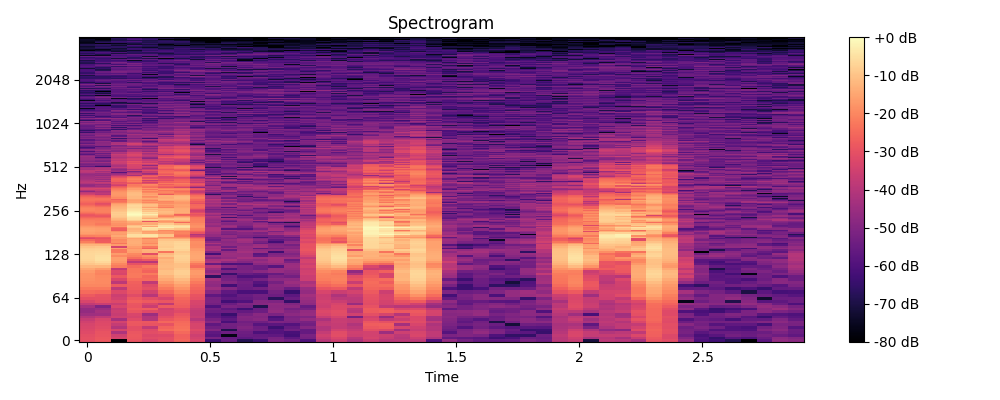 Spectrogram
Hz
2048
1024
512
256
128
64
0
0
0.5
1
1.5
2
2.5
Time
+0 dB
-10 dB
-20 dB
-30 dB
-40 dB
-50 dB
-60 dB
-70 dB
-80 dB